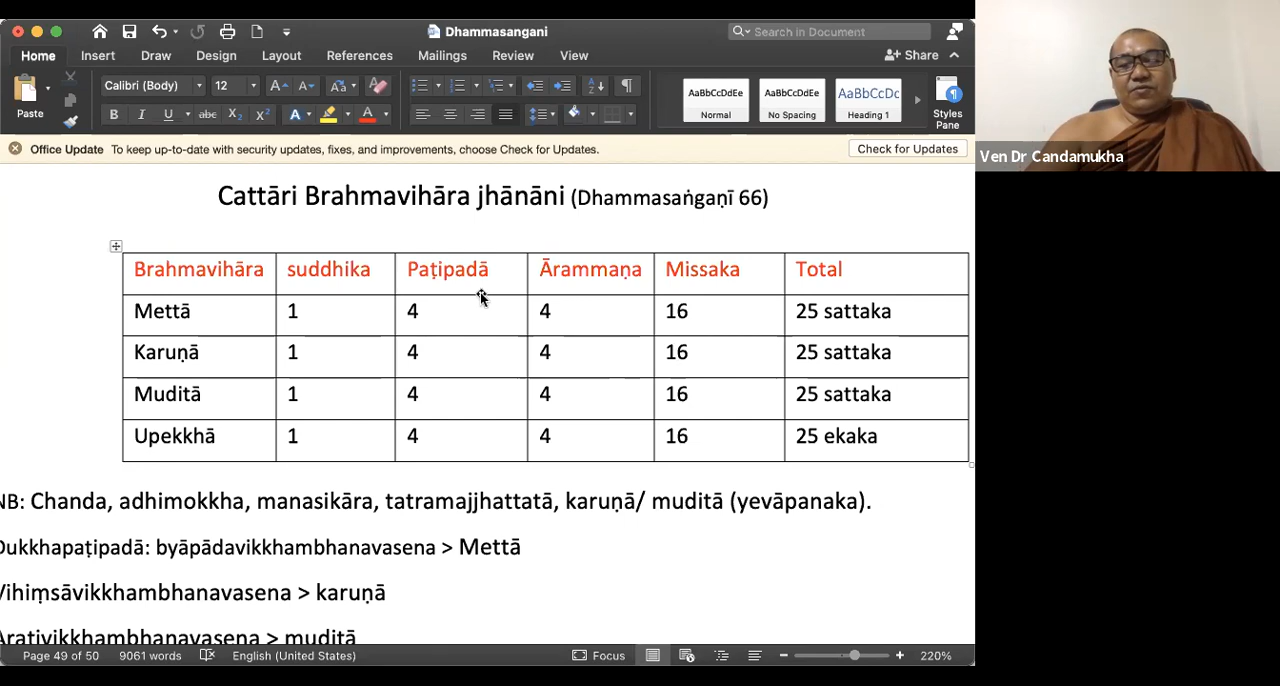 Dhammasangani
Search in Document
Home Insert Draw Design Layout References Mailings Review View Share
Paste
Calibri (Body) 12
AaBbCcDdEe AaBbCcDdEe AaBbCcDc
Normal No Spacing Heading 1
Styles Pane
Office Update To keep up-to-date with security updates, fixes, and improvements, choose Check for Updates. Check for Updates
Ven Dr Candamukha
Cattāri Brahmavihāra jhānāni (Dhammasaṅgaṇī 66)
Brahmavihāra suddhika Paṭipadā Ārammaṇa Missaka Total
Mettā 1 4 4 16 25 sattaka
Karuṇā 1 4 4 16 25 sattaka
Muditā 1 4 4 16 25 sattaka
Upekkhā 1 4 4 16 25 ekaka
NB: Chanda, adhimokkha, manasikāra, tatramajjhattatā, karuṇā/ muditā (yevāpanaka).
Dukkhapaṭipadā: byāpādavikkhambhanavasena > Mettā
Vihiṃsāvikkhambhanavasena > karuṇā
Arativikkhambhanavasena > muditā
Page 49 of 50 9061 words English (United States) Focus 220%